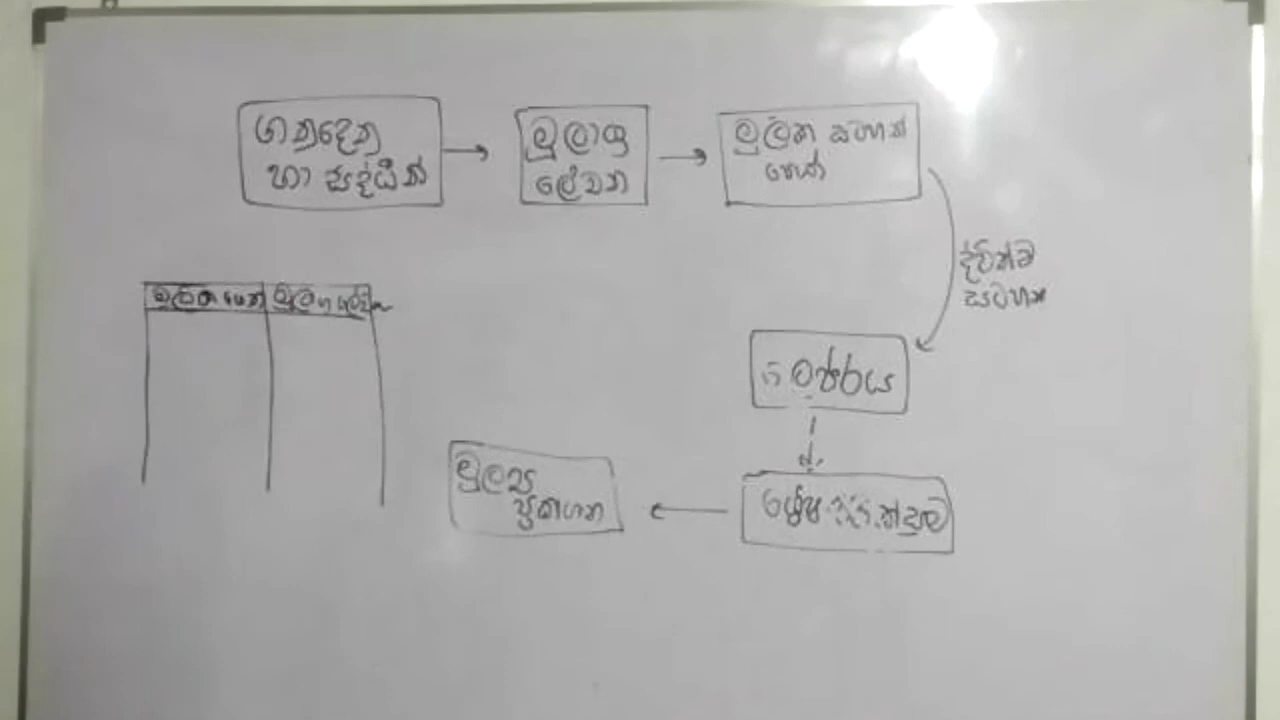 ගනුදෙනු
හා සිද්ධීන්
මූලාශ්‍ර
ලේඛන
මූලික සටහන්
පොත්
ද්විත්ව
සටහන
ලෙජරය
ශේෂ පිරික්සුම
මූල්‍ය
ප්‍රකාශන